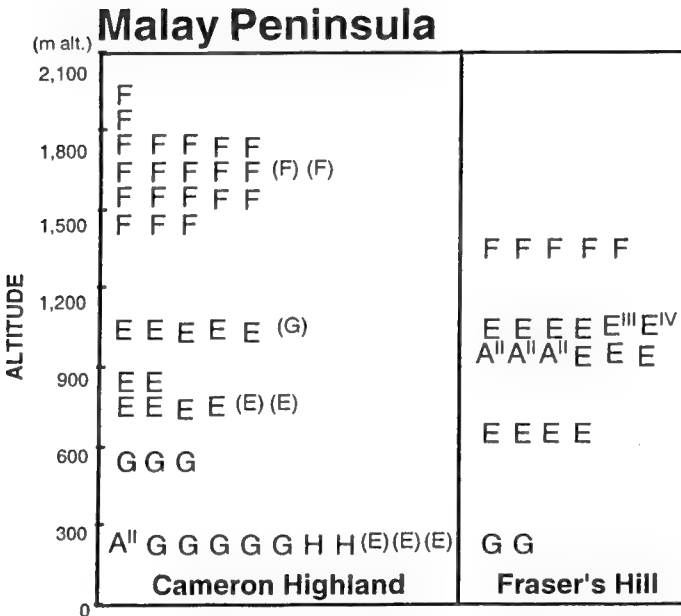 Malay Peninsula
(m alt.)
2,100
F
F
1,800
F F F F F
F F F F F (F) (F)
F F F F F
1,500
F F F
F F F F F
1,200
E E E E E (G)
E E E E E^III E^IV
A^II A^II A^II E E E
900
E E
E E E E (E) (E)
E E E E
600
G G G
300
A^II G G G G G H H (E) (E) (E)
G G
Cameron Highland
Fraser's Hill
0
ALTITUDE